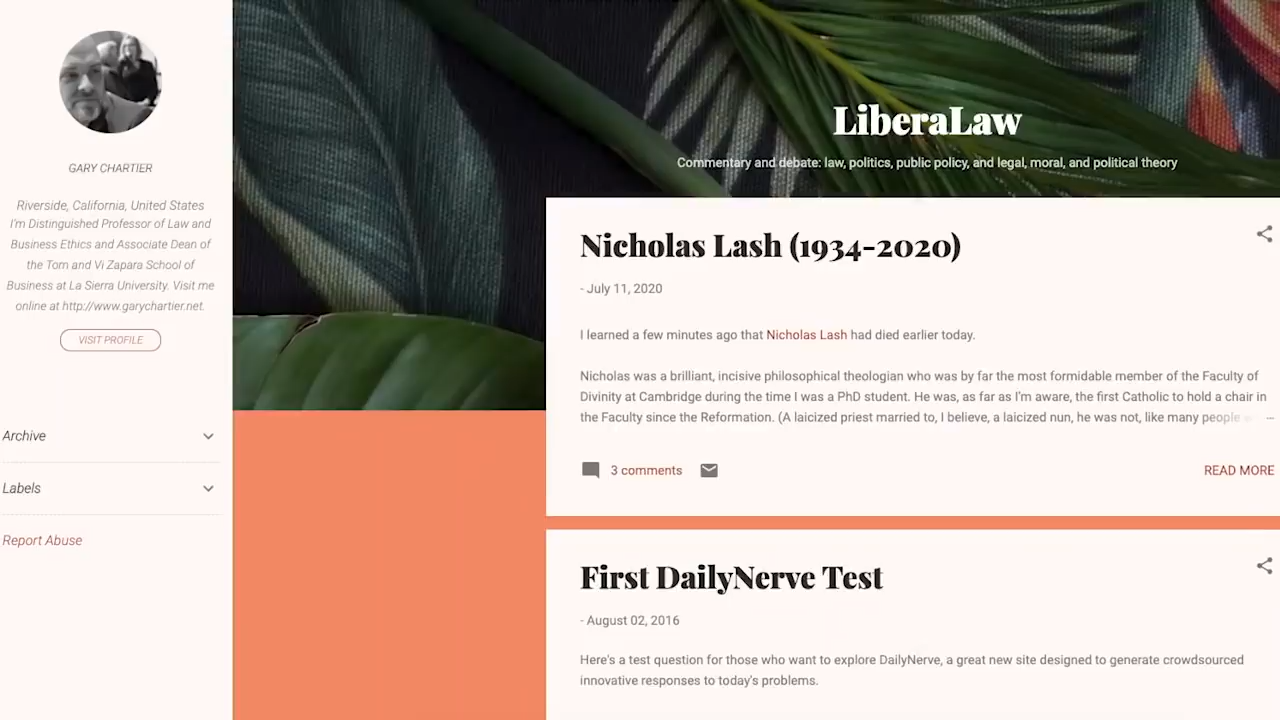 GARY CHARTIER
Riverside, California, United States
I'm Distinguished Professor of Law and
Business Ethics and Associate Dean of
the Tom and Vi Zapara School of
Business at La Sierra University. Visit me
online at http://www.garychartier.net.
VISIT PROFILE
Archive
Labels
Report Abuse
LiberaLaw
Commentary and debate: law, politics, public policy, and legal, moral, and political theory
Nicholas Lash (1934-2020)
- July 11, 2020
I learned a few minutes ago that Nicholas Lash had died earlier today.
Nicholas was a brilliant, incisive philosophical theologian who was by far the most formidable member of the Faculty of
Divinity at Cambridge during the time I was a PhD student. He was, as far as I'm aware, the first Catholic to hold a chair in
the Faculty since the Reformation. (A laicized priest married to, I believe, a laicized nun, he was not, like many people
3 comments
READ MORE
First DailyNerve Test
- August 02, 2016
Here's a test question for those who want to explore DailyNerve, a great new site designed to generate crowdsourced
innovative responses to today's problems.